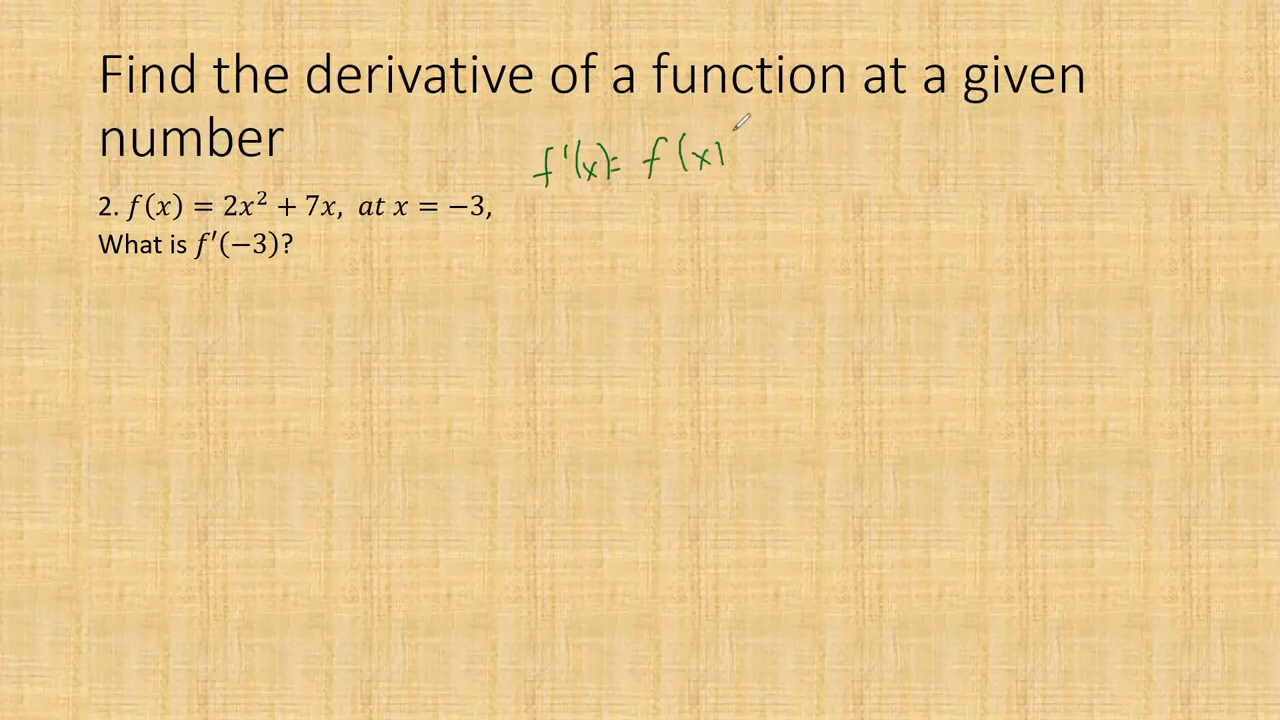 Find the derivative of a function at a given
number
f'(x)= f(x)
2. f(x) = 2x² + 7x, at x = −3,
What is f′(−3)?